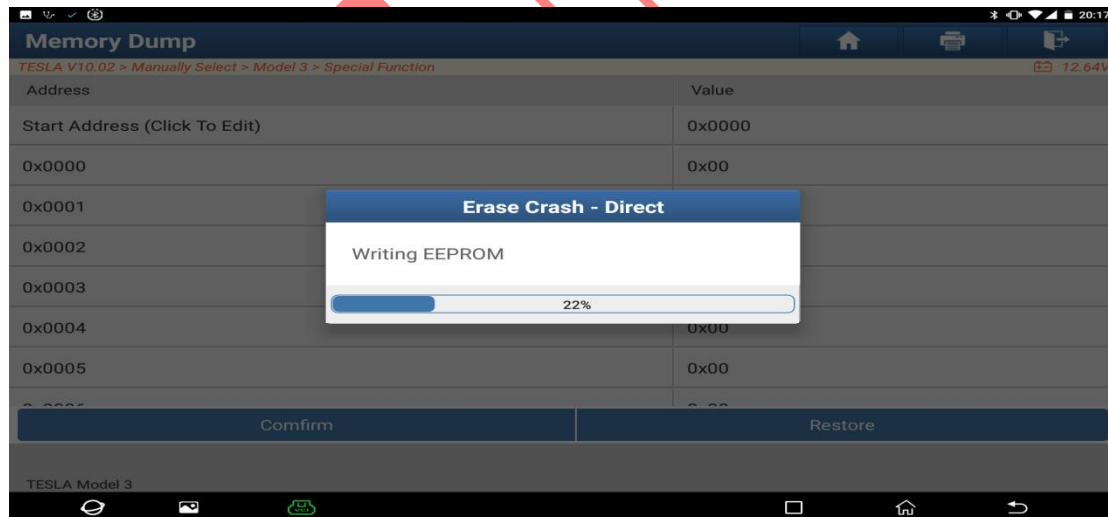 20:17
Memory Dump
TESLA V10.02 > Manually Select > Model 3 > Special Function 12.64V
Address Value
Start Address (Click To Edit) 0x0000
0x0000 0x00
0x0001
Erase Crash - Direct
0x0002
Writing EEPROM
0x0003
22%
0x0004 0x00
0x0005 0x00
Comfirm Restore
TESLA Model 3
VCI